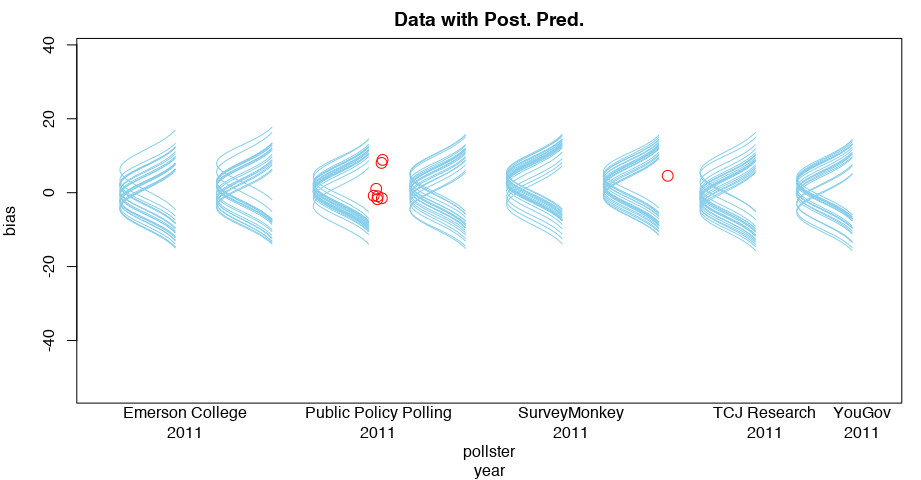 Data with Post. Pred.
40
20
0
-20
-40
bias
Emerson College Public Policy Polling SurveyMonkey TCJ Research YouGov
2011 2011 2011 2011 2011
pollster
year